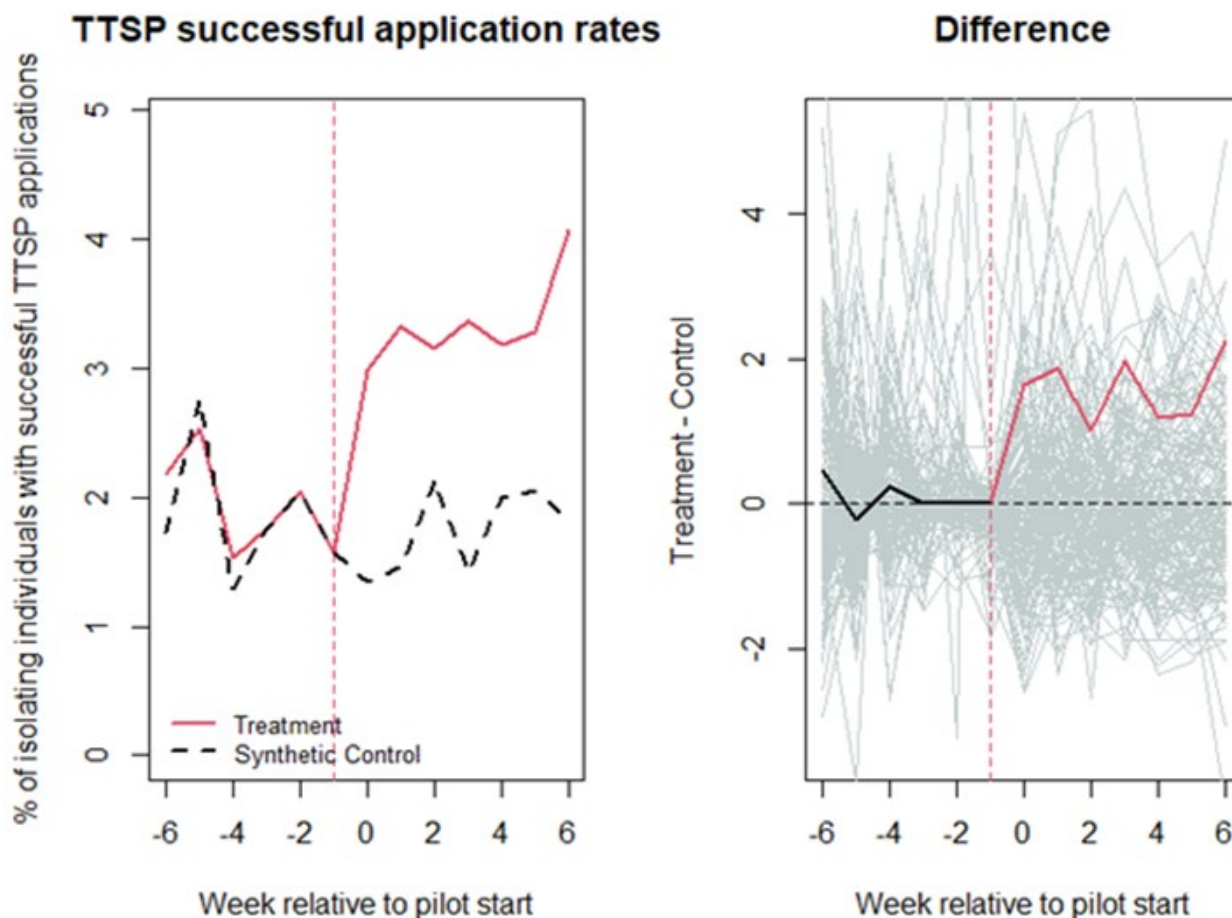 TTSP successful application rates
% of isolating individuals with successful TTSP applications
5
4
3
2
1
0
Treatment
Synthetic Control
-6 -4 -2 0 2 4 6
Week relative to pilot start
Difference
Treatment - Control
4
2
0
-2
-6 -4 -2 0 2 4 6
Week relative to pilot start